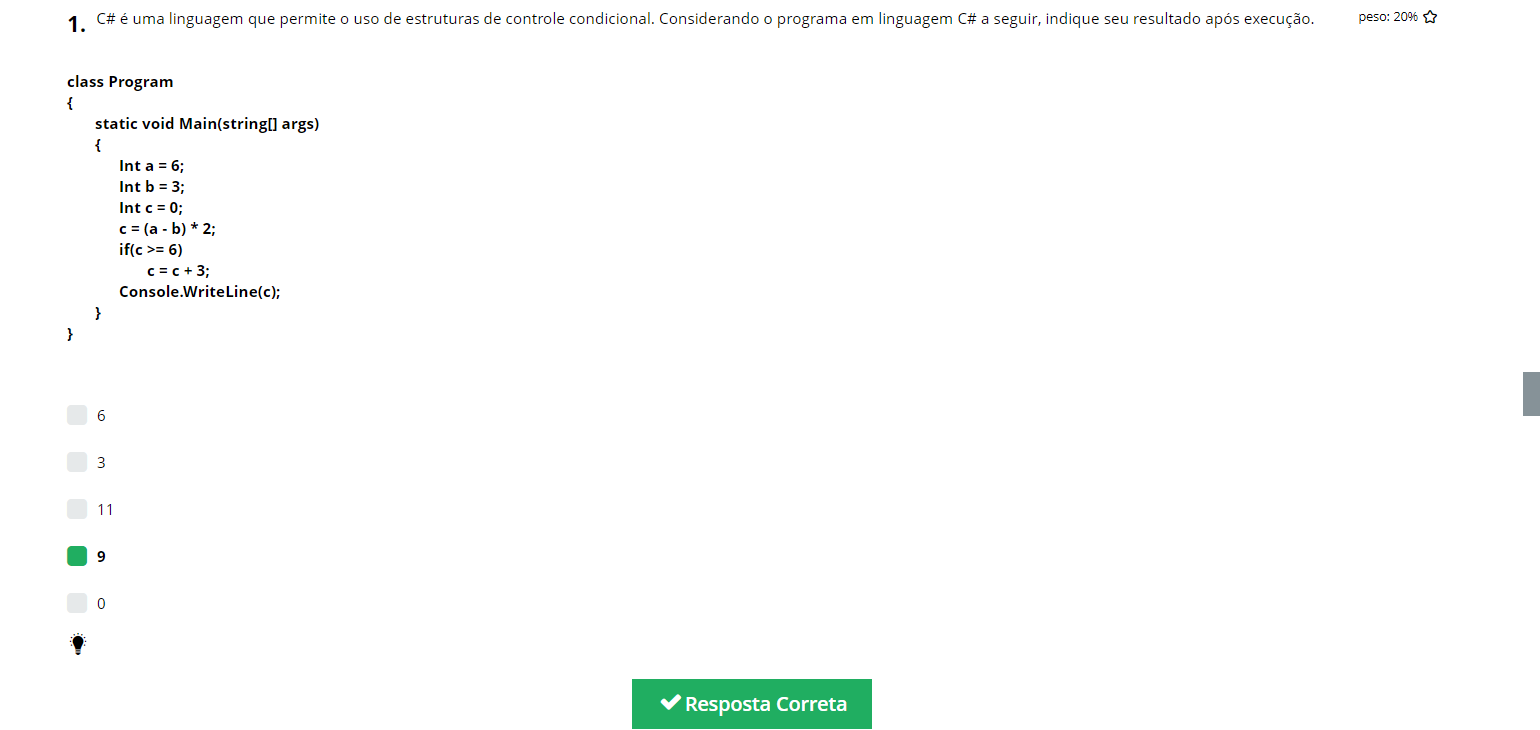 1. C# é uma linguagem que permite o uso de estruturas de controle condicional. Considerando o programa em linguagem C# a seguir, indique seu resultado após execução. peso: 20%
class Program
{
static void Main(string[] args)
{
Int a = 6;
Int b = 3;
Int c = 0;
c = (a - b) * 2;
if(c >= 6)
c = c + 3;
Console.WriteLine(c);
}
}
6
3
11
9
0
Resposta Correta